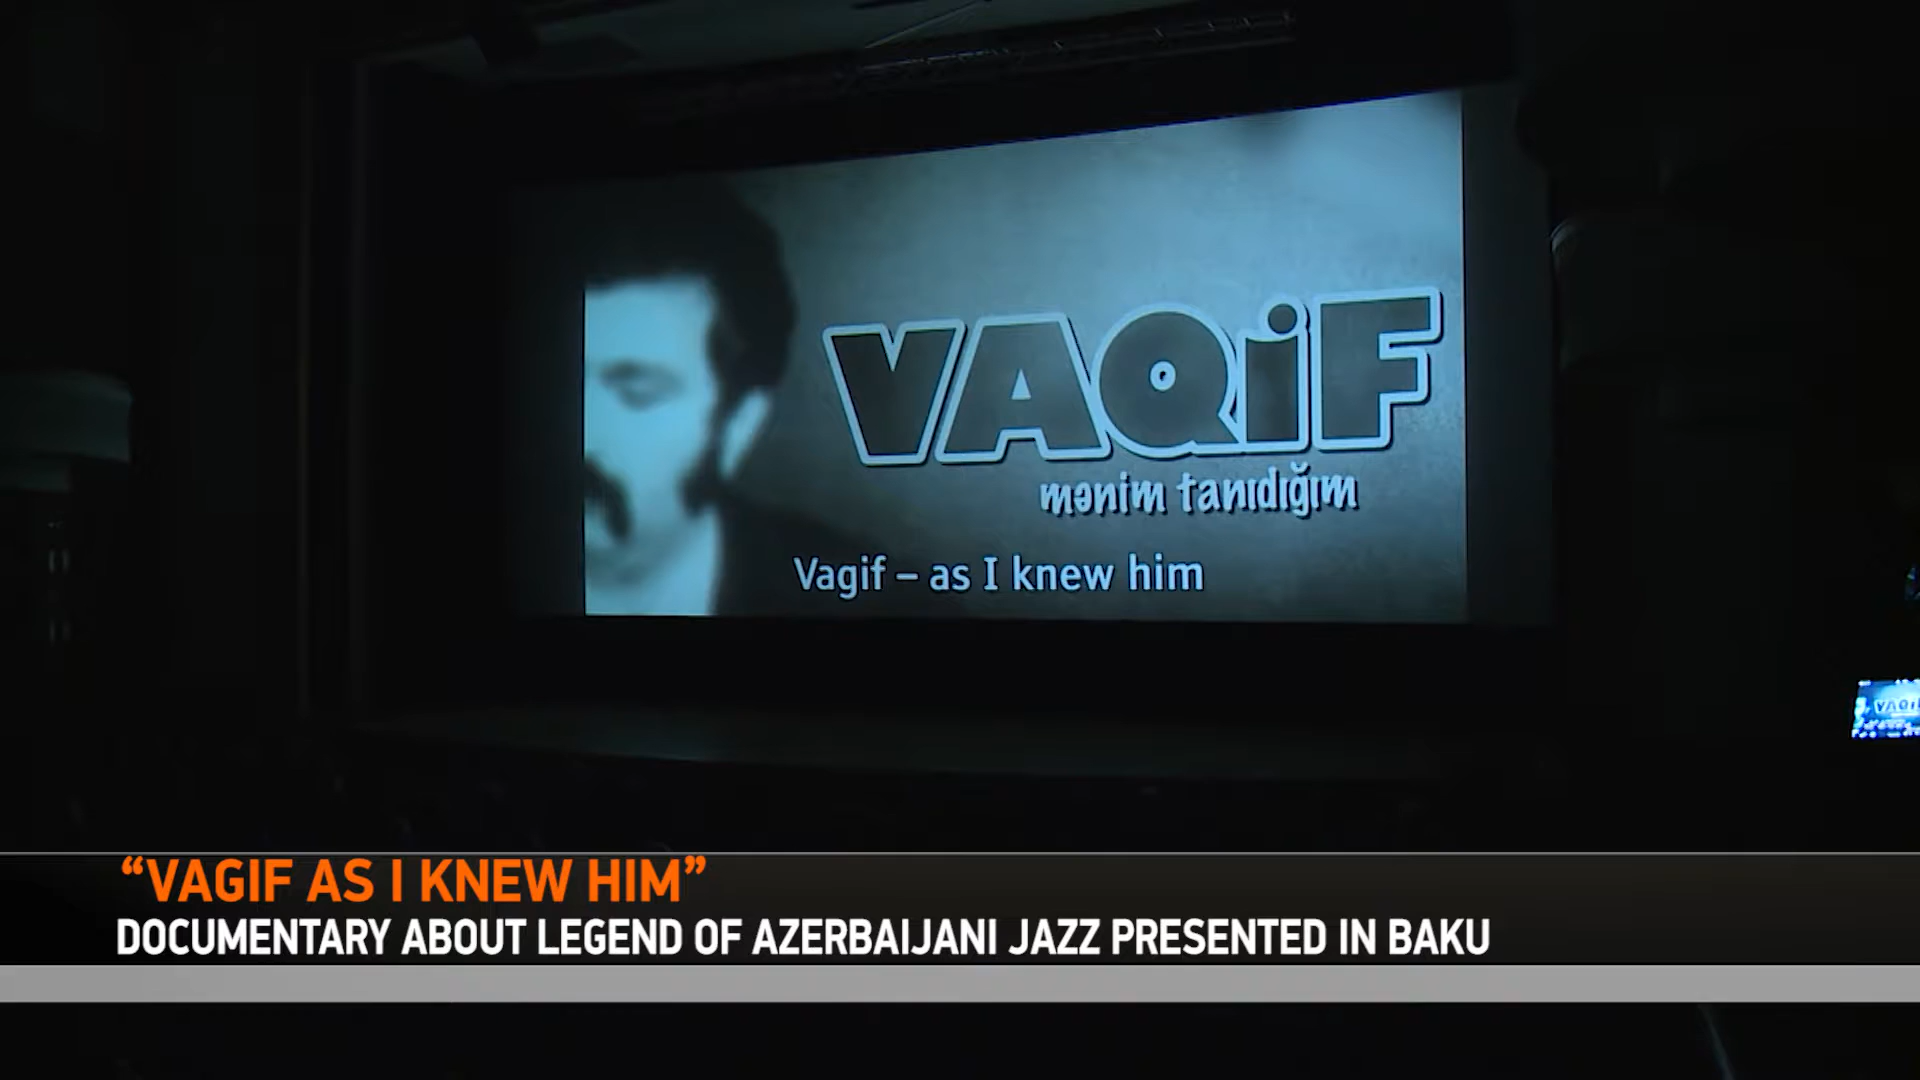 VAQiF
mənim tanıdığım
Vagif – as I knew him
VAQi
“VAGIF AS I KNEW HIM”
DOCUMENTARY ABOUT LEGEND OF AZERBAIJANI JAZZ PRESENTED IN BAKU